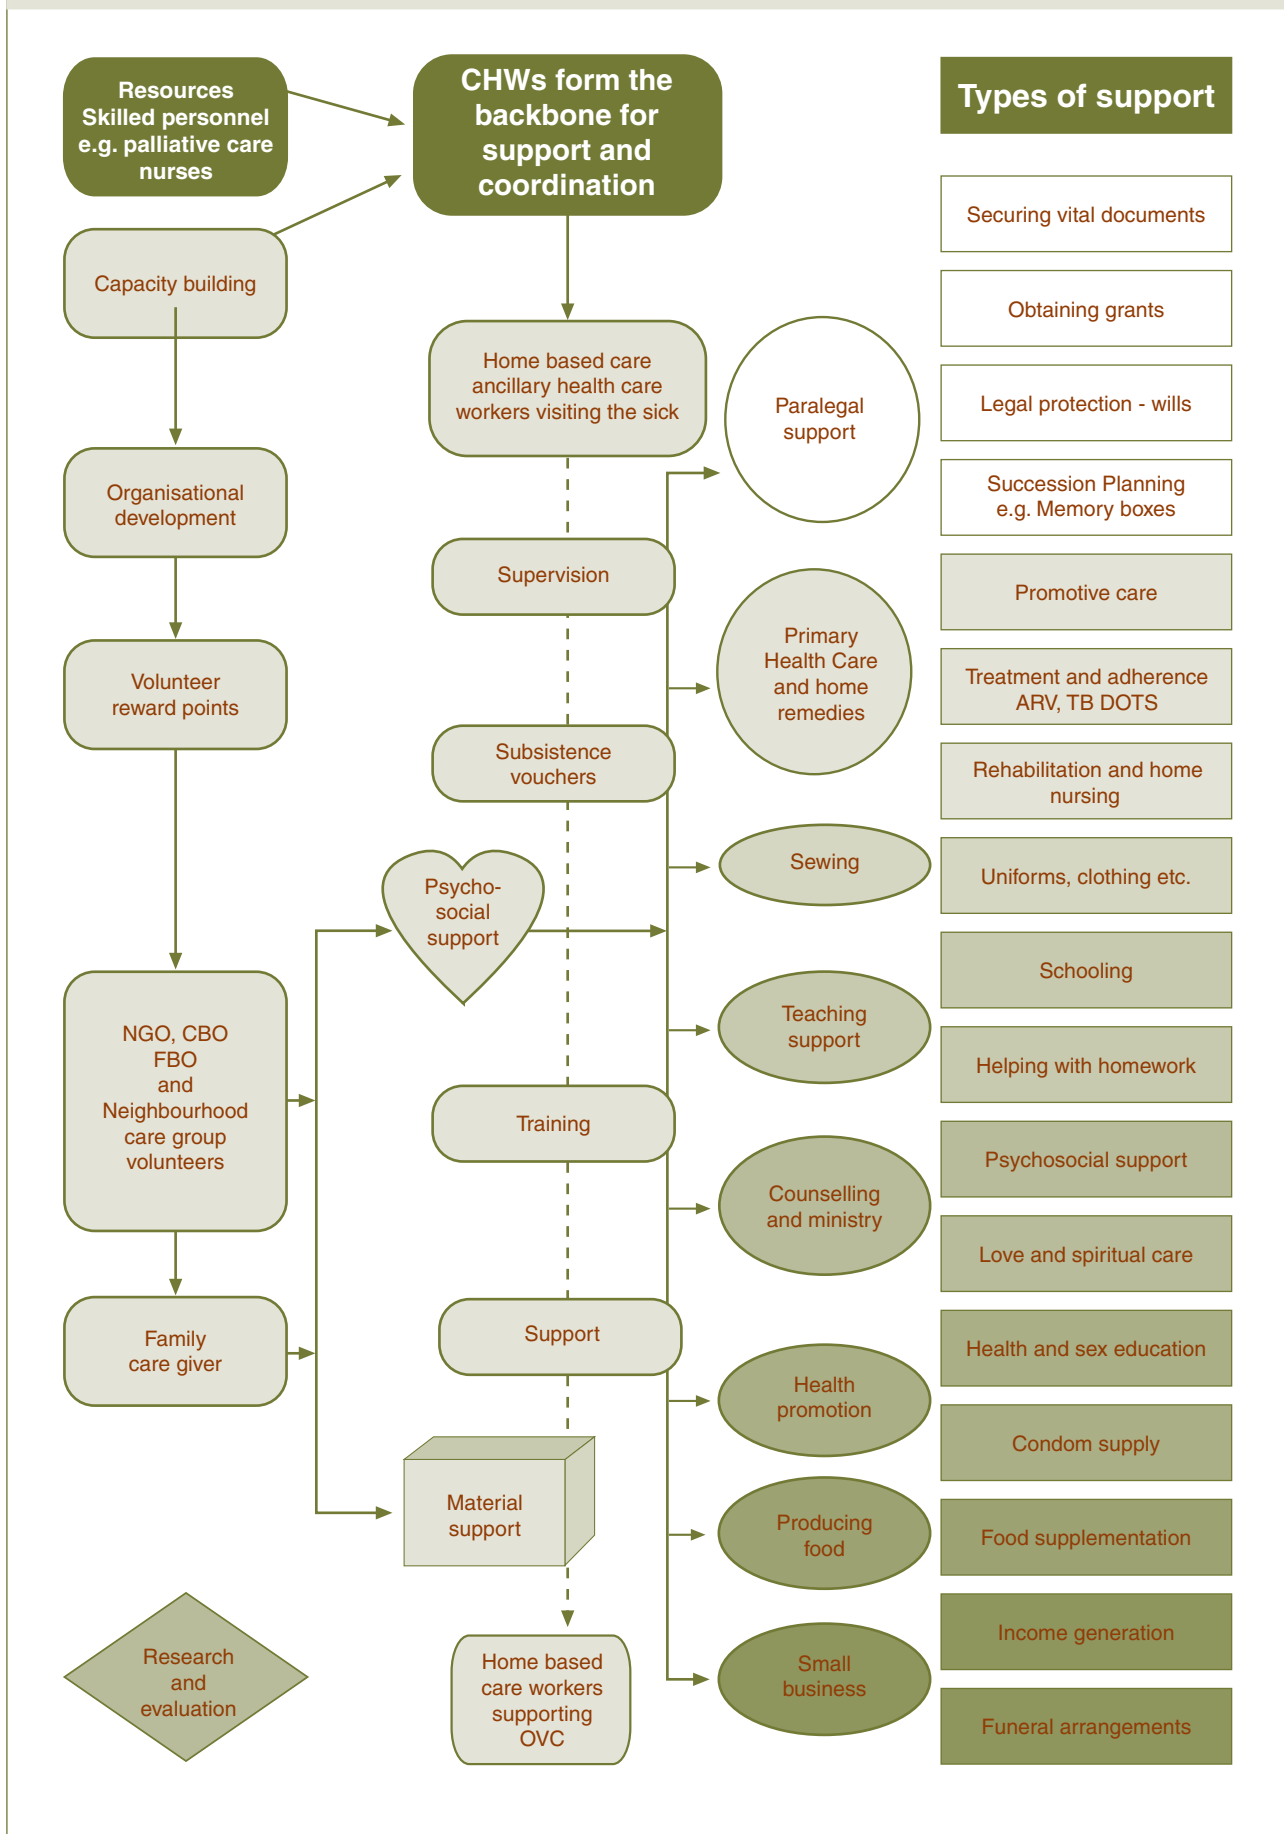 Resources
Skilled personnel
e.g. palliative care
nurses
CHWs form the
backbone for
support and
coordination
Types of support
Capacity building
Organisational
development
Volunteer
reward points
NGO, CBO
FBO
and
Neighbourhood
care group
volunteers
Family
care giver
Research
and
evaluation
Home based care
ancillary health care
workers visiting the sick
Supervision
Subsistence
vouchers
Psycho-
social
support
Training
Support
Material
support
Home based
care workers
supporting
OVC
Paralegal
support
Primary
Health Care
and home
remedies
Sewing
Teaching
support
Counselling
and ministry
Health
promotion
Producing
food
Small
business
Securing vital documents
Obtaining grants
Legal protection - wills
Succession Planning
e.g. Memory boxes
Promotive care
Treatment and adherence
ARV, TB DOTS
Rehabilitation and home
nursing
Uniforms, clothing etc.
Schooling
Helping with homework
Psychosocial support
Love and spiritual care
Health and sex education
Condom supply
Food supplementation
Income generation
Funeral arrangements